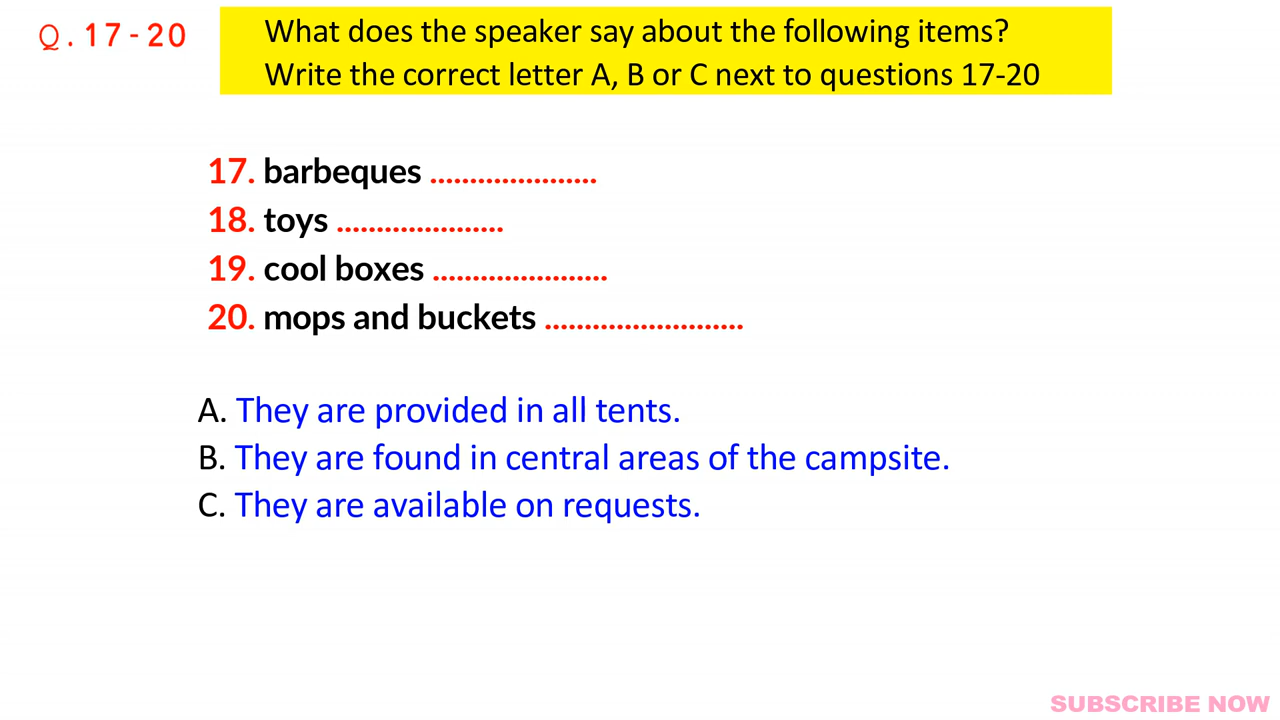 Q.17-20
What does the speaker say about the following items?
Write the correct letter A, B or C next to questions 17-20
17. barbeques .....................
18. toys .....................
19. cool boxes ......................
20. mops and buckets .........................
A. They are provided in all tents.
B. They are found in central areas of the campsite.
C. They are available on requests.
SUBSCRIBE NOW